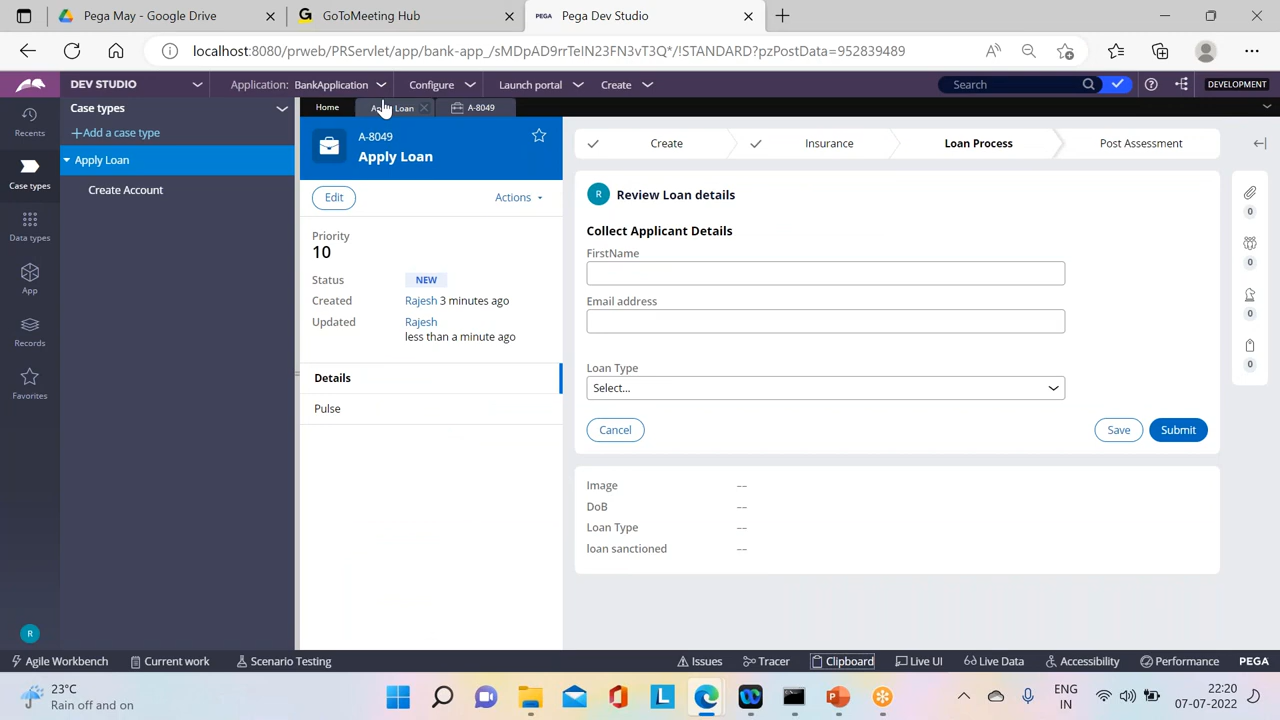 Pega May - Google Drive
GoToMeeting Hub
PEGA Pega Dev Studio
localhost:8080/prweb/PRServlet/app/bank-app_/sMDpAD9rrTeIN23FN3vT3Q*/!STANDARD?pzPostData=952839489
DEV STUDIO
Application: BankApplication
Configure
Launch portal
Create
Search
DEVELOPMENT
Recents
Case types
Data types
App
Records
Favorites
R
Case types
+Add a case type
Apply Loan
Create Account
Home
Loan
A-8049
A-8049
Apply Loan
Edit
Actions
Priority
10
Status NEW
Created Rajesh 3 minutes ago
Updated Rajesh
less than a minute ago
Details
Pulse
Create
Insurance
Loan Process
Post Assessment
R Review Loan details
Collect Applicant Details
FirstName
Email address
Loan Type
Select...
Cancel
Save
Submit
Image --
DoB --
Loan Type --
loan sanctioned --
0
0
0
0
Agile Workbench
Current work
Scenario Testing
Issues
Tracer
Clipboard
Live UI
Live Data
Accessibility
Performance
PEGA
23°C
Rain off and on
L
ENG
IN
22:20
07-07-2022